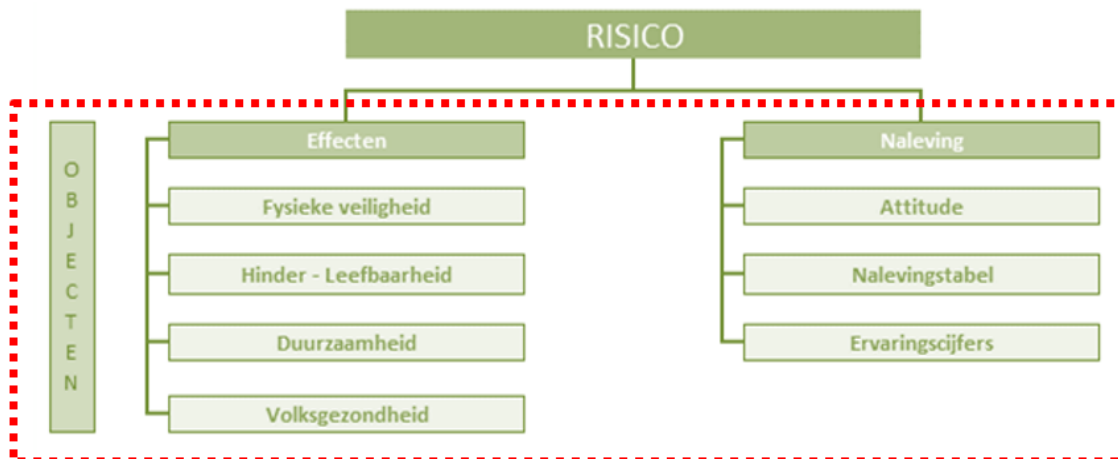 RISICO
OBJECTEN
Effecten
Fysieke veiligheid
Hinder - Leefbaarheid
Duurzaamheid
Volksgezondheid
Naleving
Attitude
Nalevingstabel
Ervaringscijfers